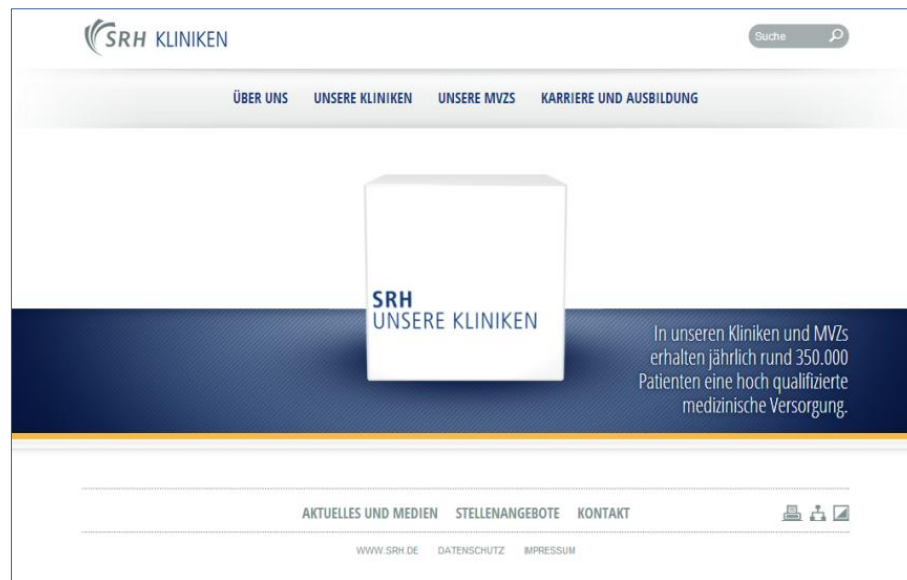 SRH KLINIKEN
Suche
ÜBER UNS UNSERE KLINIKEN UNSERE MVZS KARRIERE UND AUSBILDUNG
SRH
UNSERE KLINIKEN
In unseren Kliniken und MVZs
erhalten jährlich rund 350.000
Patienten eine hoch qualifizierte
medizinische Versorgung.
AKTUELLES UND MEDIEN STELLENANGEBOTE KONTAKT
WWW.SRH.DE DATENSCHUTZ IMPRESSUM